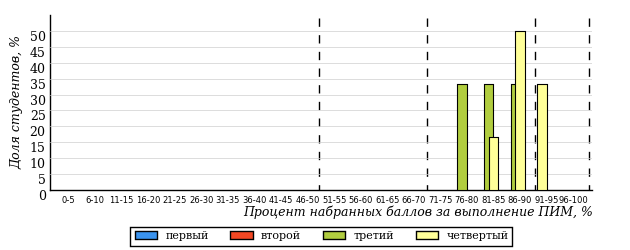 Доля студентов, %
50
45
40
35
30
25
20
15
10
5
0
0-5 6-10 11-15 16-20 21-25 26-30 31-35 36-40 41-45 46-50 51-55 56-60 61-65 66-70 71-75 76-80 81-85 86-90 91-95 96-100
Процент набранных баллов за выполнение ПИМ, %
первый второй третий четвертый